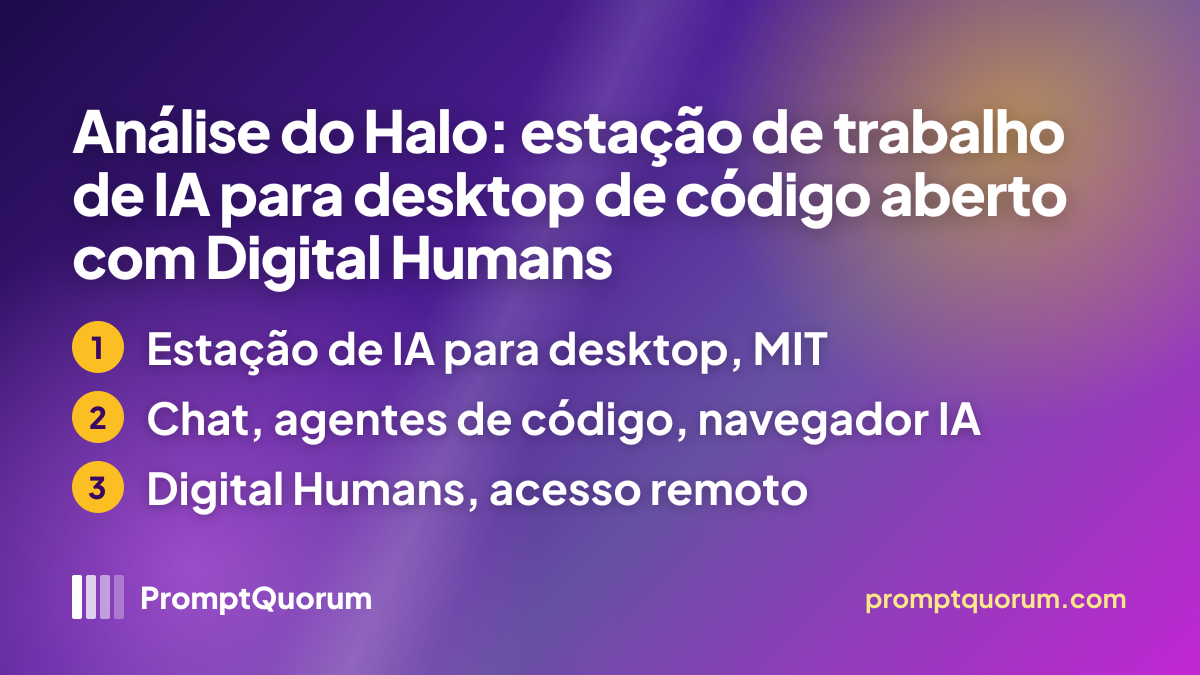 Análise do Halo: estação de trabalho
de IA para desktop de código aberto
com Digital Humans
1 Estação de IA para desktop, MIT
2 Chat, agentes de código, navegador IA
3 Digital Humans, acesso remoto
PromptQuorum
promptquorum.com